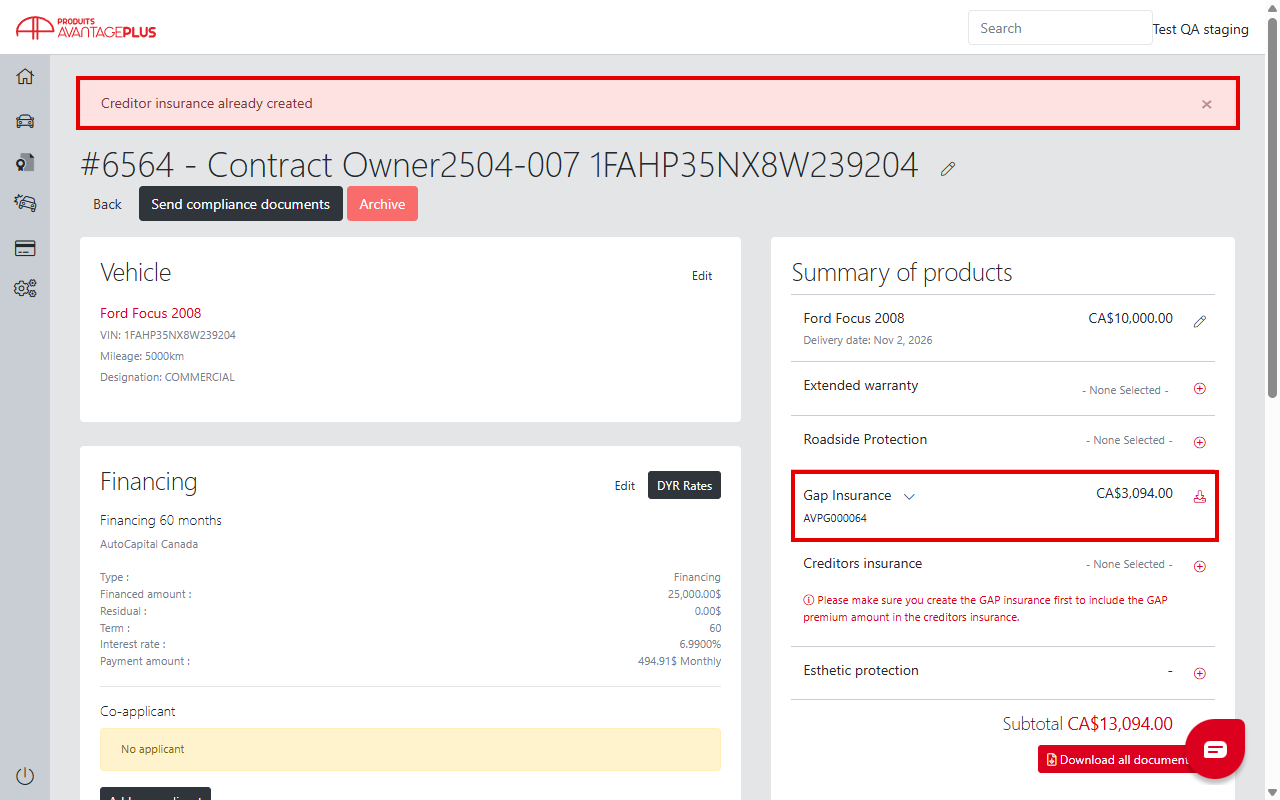 PRODUITS
AVANTAGEPLUS
Search
Test QA staging
Creditor insurance already created
×
#6564 - Contract Owner2504-007 1FAHP35NX8W239204
Back
Send compliance documents
Archive
Vehicle
Edit
Ford Focus 2008
VIN: 1FAHP35NX8W239204
Mileage: 5000km
Designation: COMMERCIAL
Financing
Edit
DYR Rates
Financing 60 months
AutoCapital Canada
Type : Financing
Financed amount : 25,000.00$
Residual : 0.00$
Term : 60
Interest rate : 6.9900%
Payment amount : 494.91$ Monthly
Co-applicant
No applicant
Summary of products
Ford Focus 2008 CA$10,000.00
Delivery date: Nov 2, 2026
Extended warranty - None Selected -
Roadside Protection - None Selected -
Gap Insurance CA$3,094.00
AVPG000064
Creditors insurance - None Selected -
Please make sure you create the GAP insurance first to include the GAP
premium amount in the creditors insurance.
Esthetic protection -
Subtotal CA$13,094.00
Download all document